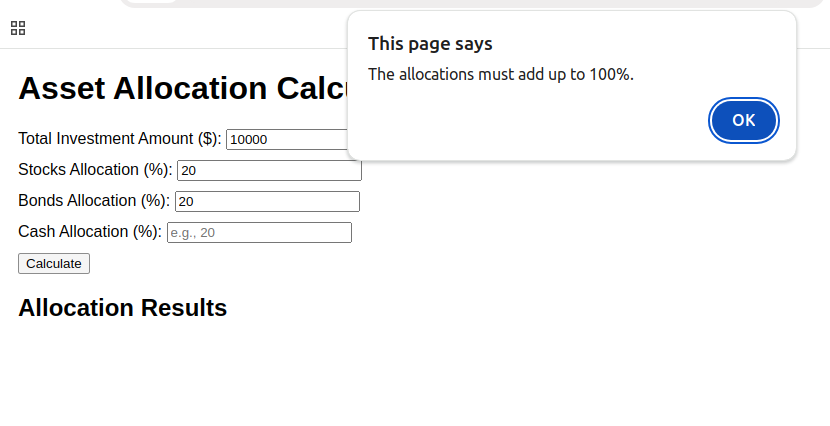 This page says
The allocations must add up to 100%.
OK
Asset Allocation Calc
Total Investment Amount ($): 10000
Stocks Allocation (%): 20
Bonds Allocation (%): 20
Cash Allocation (%): e.g., 20
Calculate
Allocation Results